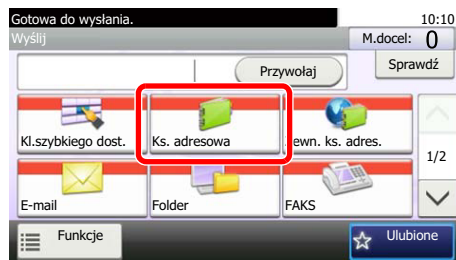 Gotowa do wysłania. 10:10
Wyślij M.docel: 0
Przywołaj Sprawdź
Kl.szybkiego dost. Ks. adresowa ewn. ks. adres.
1/2
E-mail Folder FAKS
Funkcje Ulubione